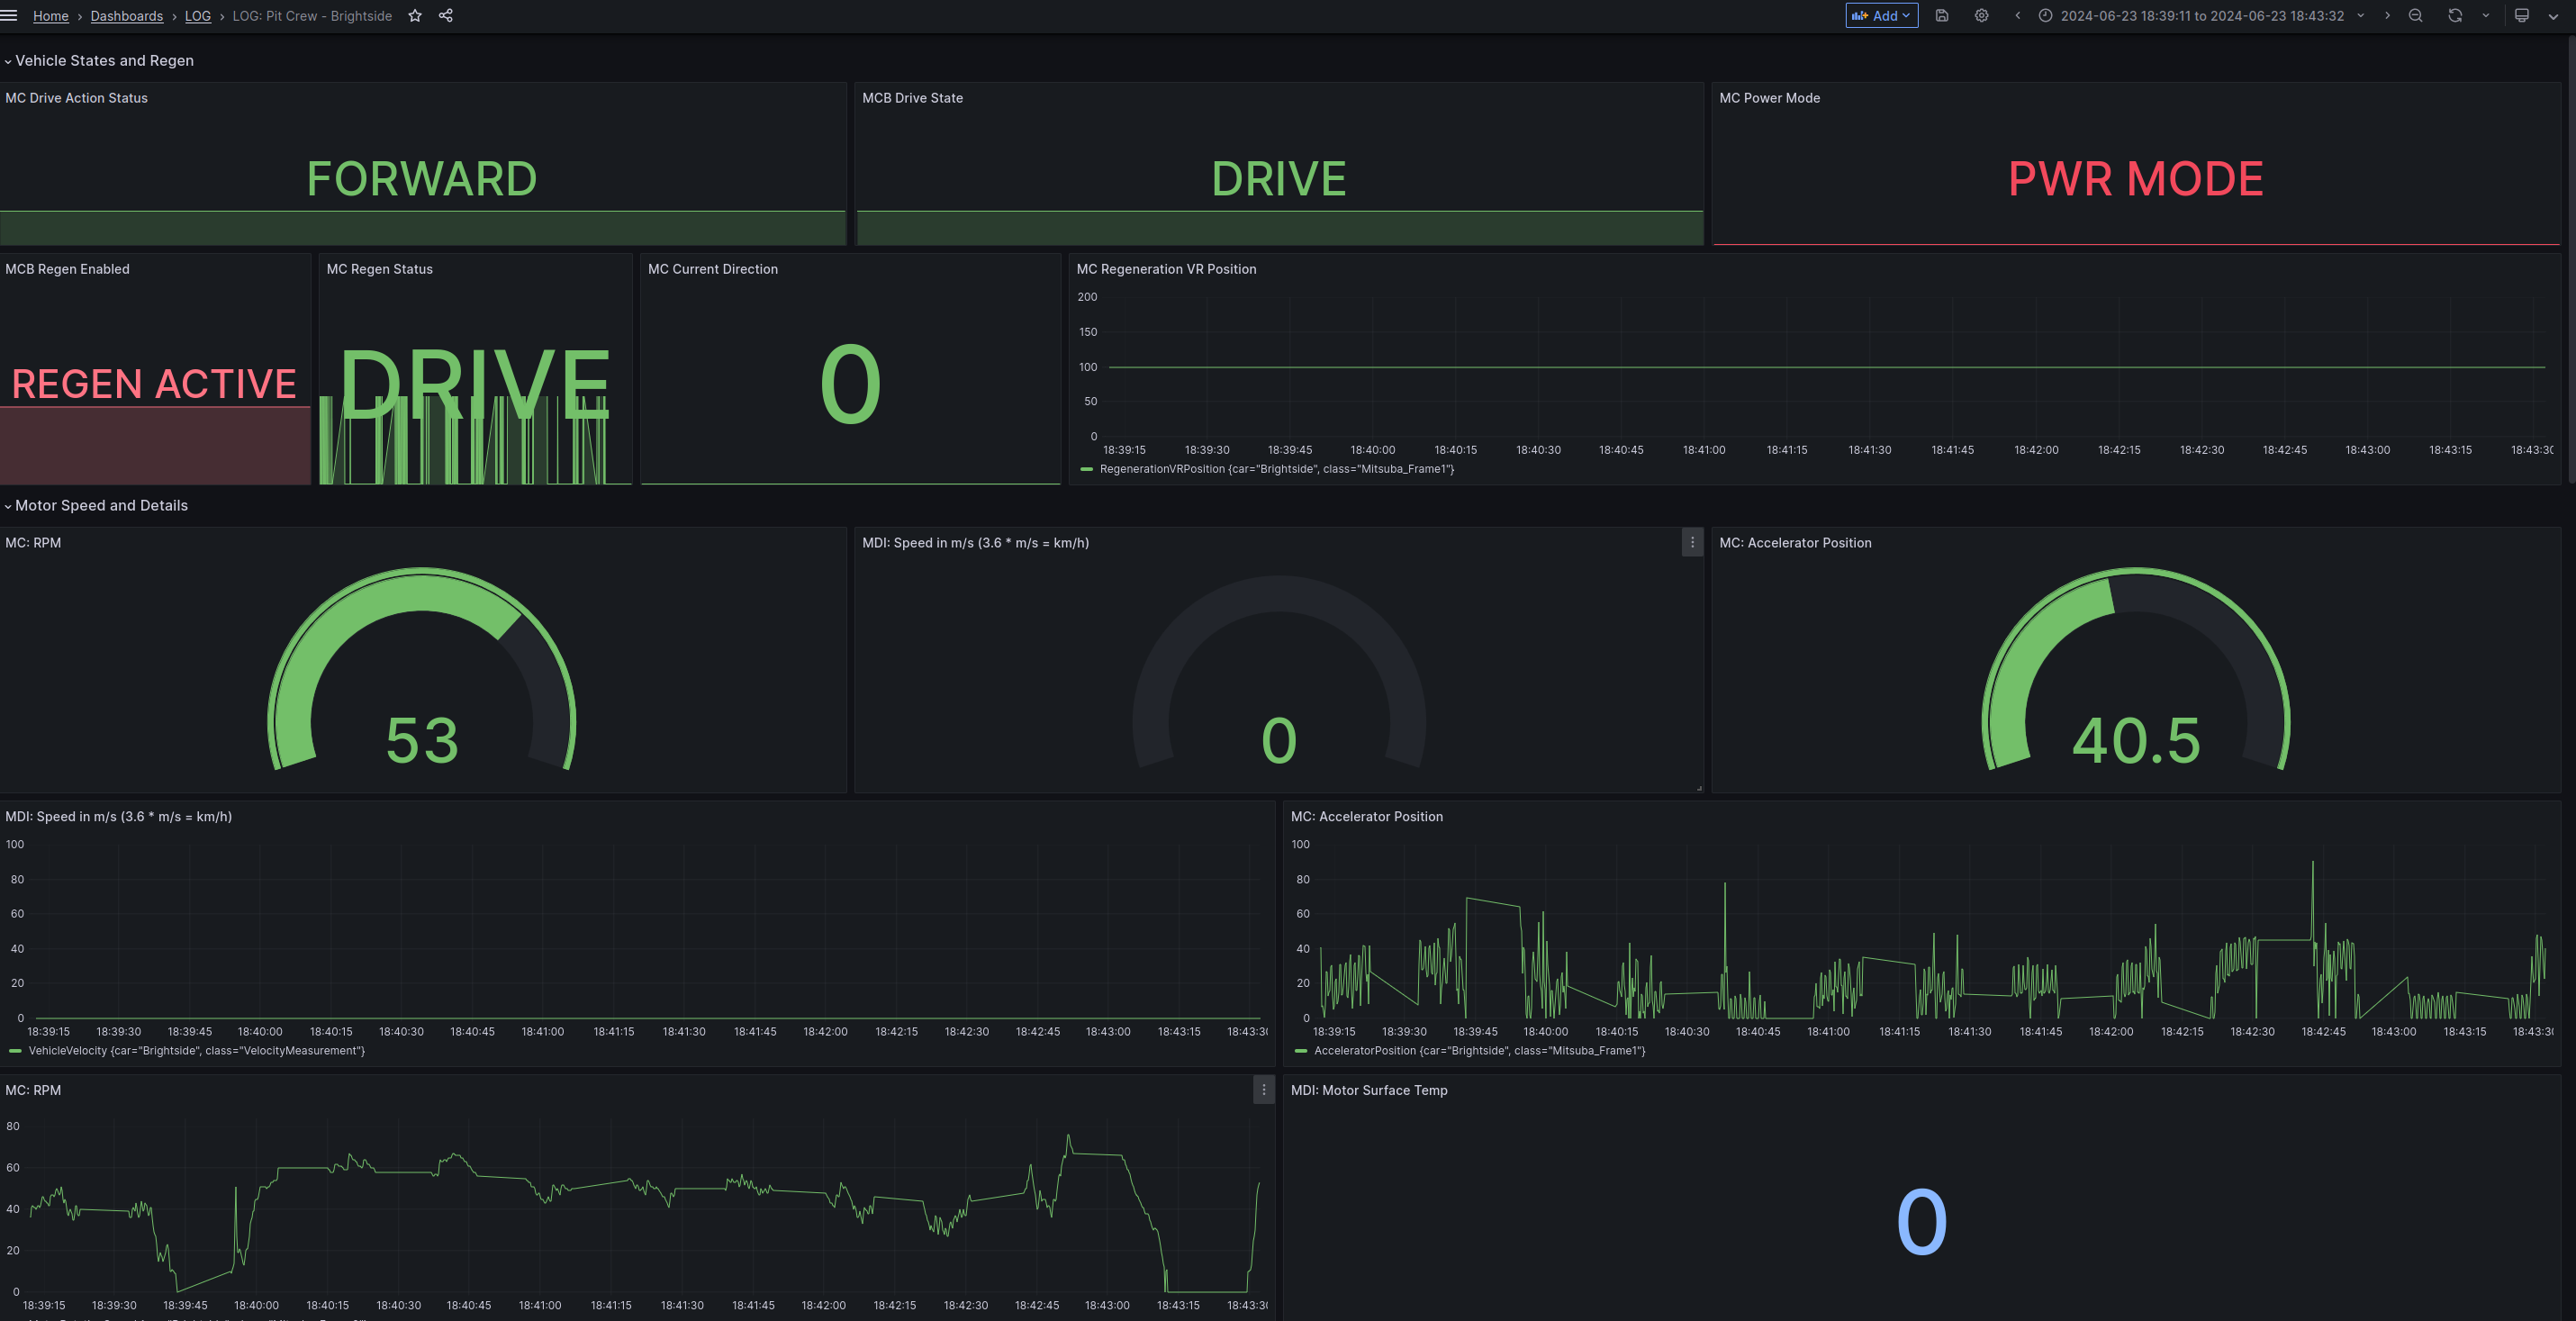 Home › Dashboards › LOG › LOG: Pit Crew - Brightside
Add
2024-06-23 18:39:11 to 2024-06-23 18:43:32
Vehicle States and Regen
MC Drive Action Status
FORWARD
MCB Drive State
DRIVE
MC Power Mode
PWR MODE
MCB Regen Enabled
REGEN ACTIVE
MC Regen Status
DRIVE
MC Current Direction
0
MC Regeneration VR Position
200
150
100
50
0
18:39:15 18:39:30 18:39:45 18:40:00 18:40:15 18:40:30 18:40:45 18:41:00 18:41:15 18:41:30 18:41:45 18:42:00 18:42:15 18:42:30 18:42:45 18:43:00 18:43:15 18:43:30
RegenerationVRPosition {car="Brightside", class="Mitsuba_Frame1"}
Motor Speed and Details
MC: RPM
53
MDI: Speed in m/s (3.6 * m/s = km/h)
0
MC: Accelerator Position
40.5
MDI: Speed in m/s (3.6 * m/s = km/h)
100
80
60
40
20
0
18:39:15 18:39:30 18:39:45 18:40:00 18:40:15 18:40:30 18:40:45 18:41:00 18:41:15 18:41:30 18:41:45 18:42:00 18:42:15 18:42:30 18:42:45 18:43:00 18:43:15 18:43:30
VehicleVelocity {car="Brightside", class="VelocityMeasurement"}
MC: Accelerator Position
100
80
60
40
20
0
18:39:15 18:39:30 18:39:45 18:40:00 18:40:15 18:40:30 18:40:45 18:41:00 18:41:15 18:41:30 18:41:45 18:42:00 18:42:15 18:42:30 18:42:45 18:43:00 18:43:15 18:43:30
AcceleratorPosition {car="Brightside", class="Mitsuba_Frame1"}
MC: RPM
80
60
40
20
0
18:39:15 18:39:30 18:39:45 18:40:00 18:40:15 18:40:30 18:40:45 18:41:00 18:41:15 18:41:30 18:41:45 18:42:00 18:42:15 18:42:30 18:42:45 18:43:00 18:43:15 18:43:30
MDI: Motor Surface Temp
0